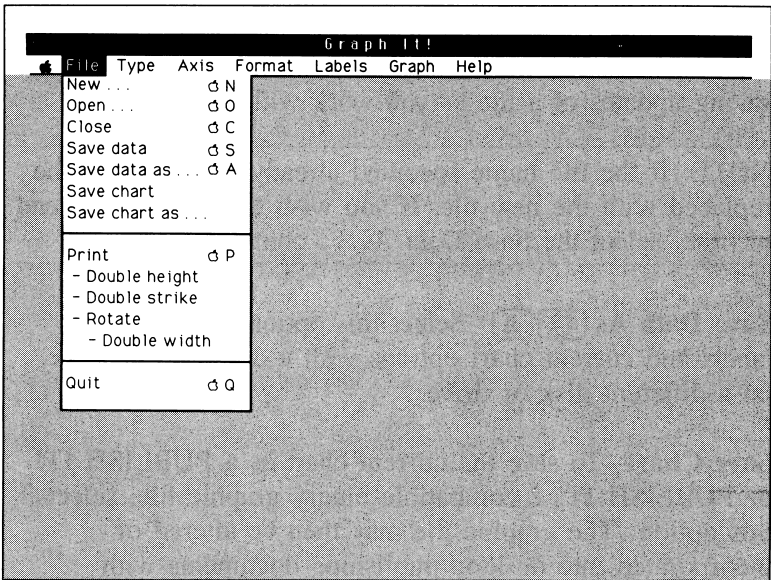 Graph It!
File Type Axis Format Labels Graph Help
New . . . N
Open . . . O
Close C
Save data S
Save data as . . . A
Save chart
Save chart as . . .
Print P
- Double height
- Double strike
- Rotate
- Double width
Quit Q